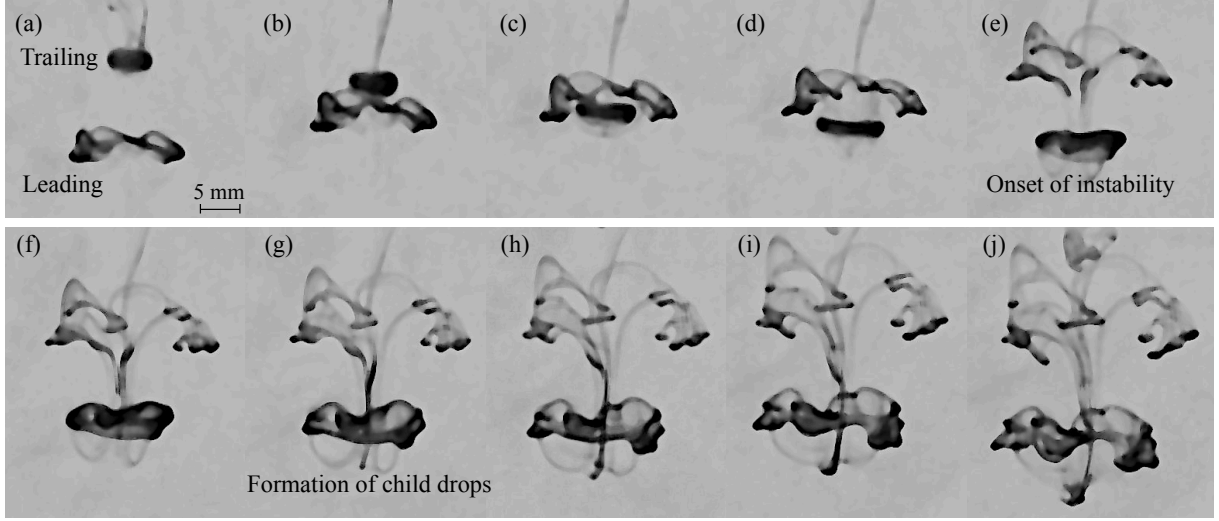 (a)
(b)
(c)
(d)
(e)
Trailing
Leading
5 mm
Onset of instability
(f)
(g)
(h)
(i)
(j)
Formation of child drops